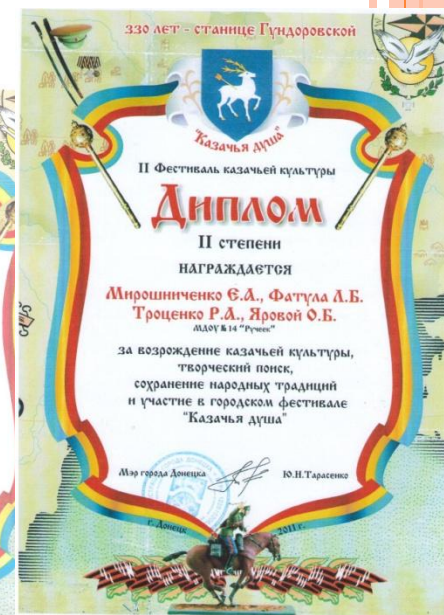 330 лет - станице Гундоровской
"Казачья душа"
II Фестиваль казачьей культуры
Диплом
II степени
НАГРАЖДАЕТСЯ
Мирошниченко Е.А., Фатула Л.Б.
Троценко Р.А., Яровой О.Б.
МДОУ № 14 "Ручеек"
за возрождение казачьей культуры,
творческий поиск,
сохранение народных традиций
и участие в городском фестивале
"Казачья душа"
Мэр города Донецка Ю.Н.Тарасенко
г. Донецк 2011 г.